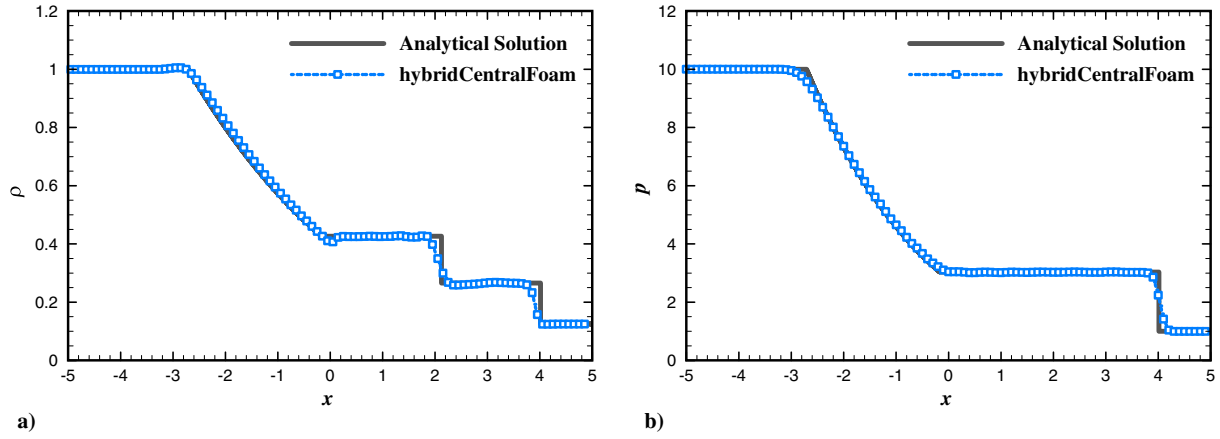 Analytical Solution
hybridCentralFoam
ρ
1
0.8
0.6
0.4
0.2
0
-5 -4 -3 -2 -1 0 1 2 3 4 5
x
a)
Analytical Solution
hybridCentralFoam
p
12
10
8
6
4
2
0
-5 -4 -3 -2 -1 0 1 2 3 4 5
x
b)